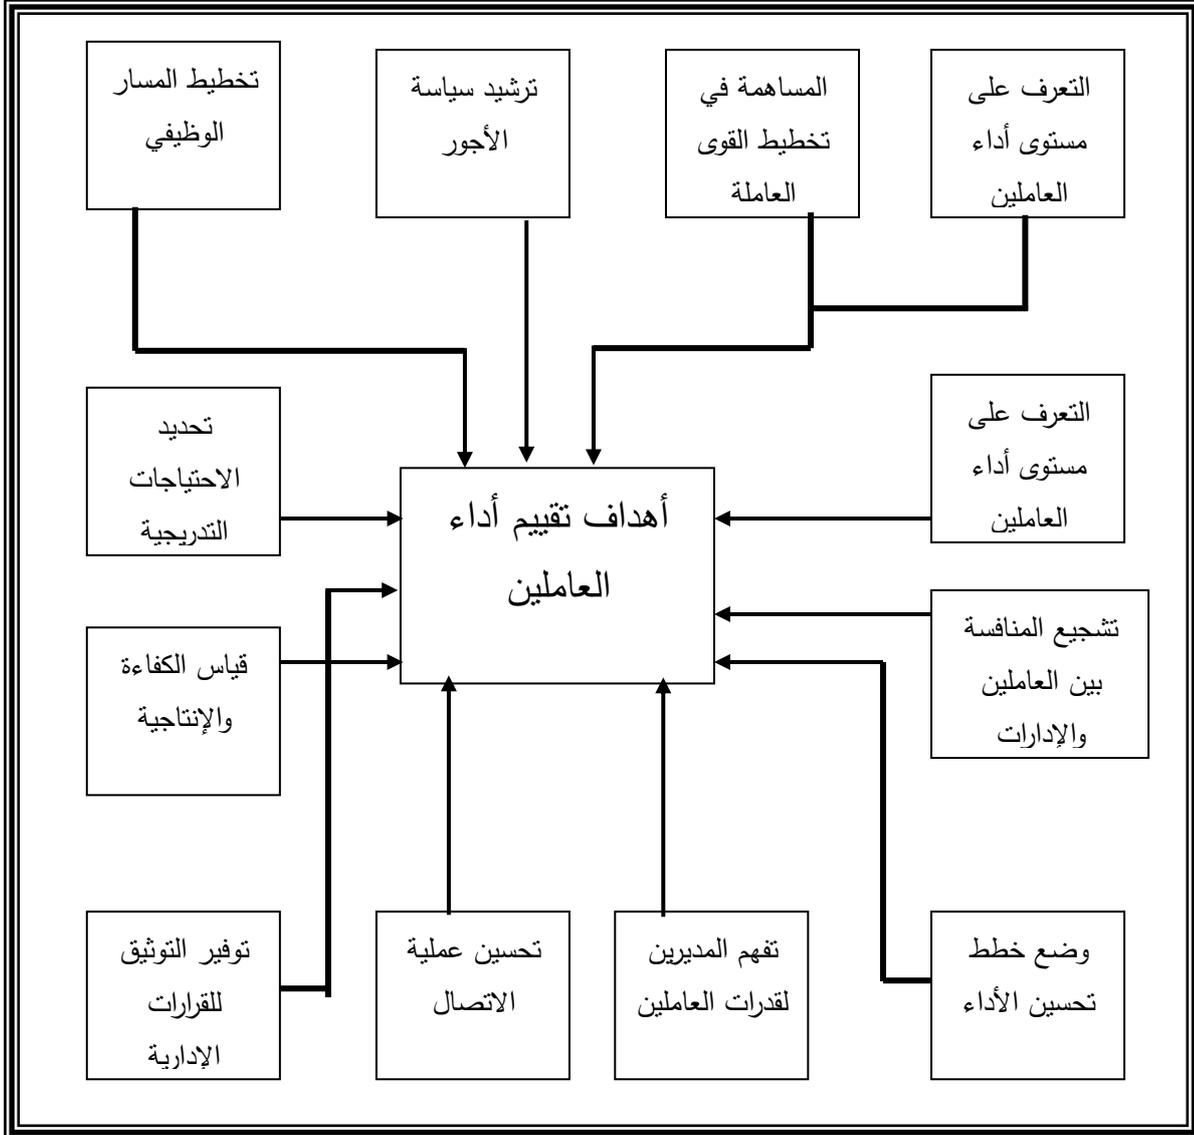 التعرف على
مستوى أداء
العاملين
المساهمة في
تخطيط القوى
العاملة
ترشيد سياسة
الأجور
تخطيط المسار
الوظيفي
التعرف على
مستوى أداء
العاملين
تحديد
الاحتياجات
التدريجية
أهداف تقييم أداء
العاملين
تشجيع المنافسة
بين العاملين
والإدارات
قياس الكفاءة
والإنتاجية
وضع خطط
تحسين الأداء
تفهم المديرين
لقدرات العاملين
تحسين عملية
الاتصال
توفير التوثيق
للقرارات
الإدارية